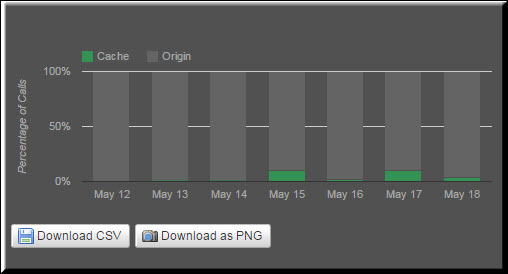 Cache Origin
Percentage of Calls
100%
50%
0%
May 12 May 13 May 14 May 15 May 16 May 17 May 18
Download CSV Download as PNG